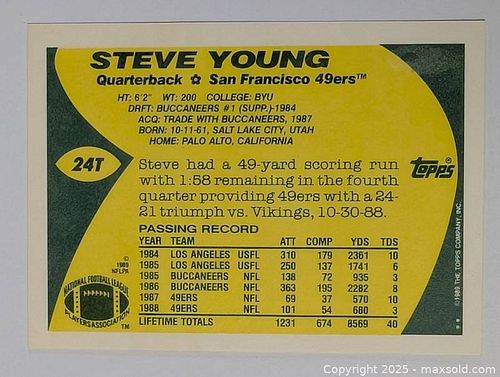 STEVE YOUNG
Quarterback ✪ San Francisco 49ers™
HT: 6'2" WT: 200 COLLEGE: BYU
DRFT: BUCCANEERS #1 (SUPP.)-1984
ACQ: TRADE WITH BUCCANEERS, 1987
BORN: 10-11-61, SALT LAKE CITY, UTAH
HOME: PALO ALTO, CALIFORNIA
24T
Steve had a 49-yard scoring run
with 1:58 remaining in the fourth
quarter providing 49ers with a 24-
21 triumph vs. Vikings, 10-30-88.
TOPPS®
PASSING RECORD
YEAR TEAM ATT COMP YDS TDS
1984 LOS ANGELES USFL 310 179 2361 10
1985 LOS ANGELES USFL 250 137 1741 6
1985 BUCCANEERS NFL 138 72 935 3
1986 BUCCANEERS NFL 363 195 2282 8
1987 49ERS NFL 69 37 570 10
1988 49ERS NFL 101 54 680 3
LIFETIME TOTALS 1231 674 8569 40
©
1989
NFLPA
NATIONAL FOOTBALL LEAGUE
PLAYERS ASSOCIATION
™
©1989 THE TOPPS COMPANY, INC.
**
Copyright © 2025 - maxsold.com